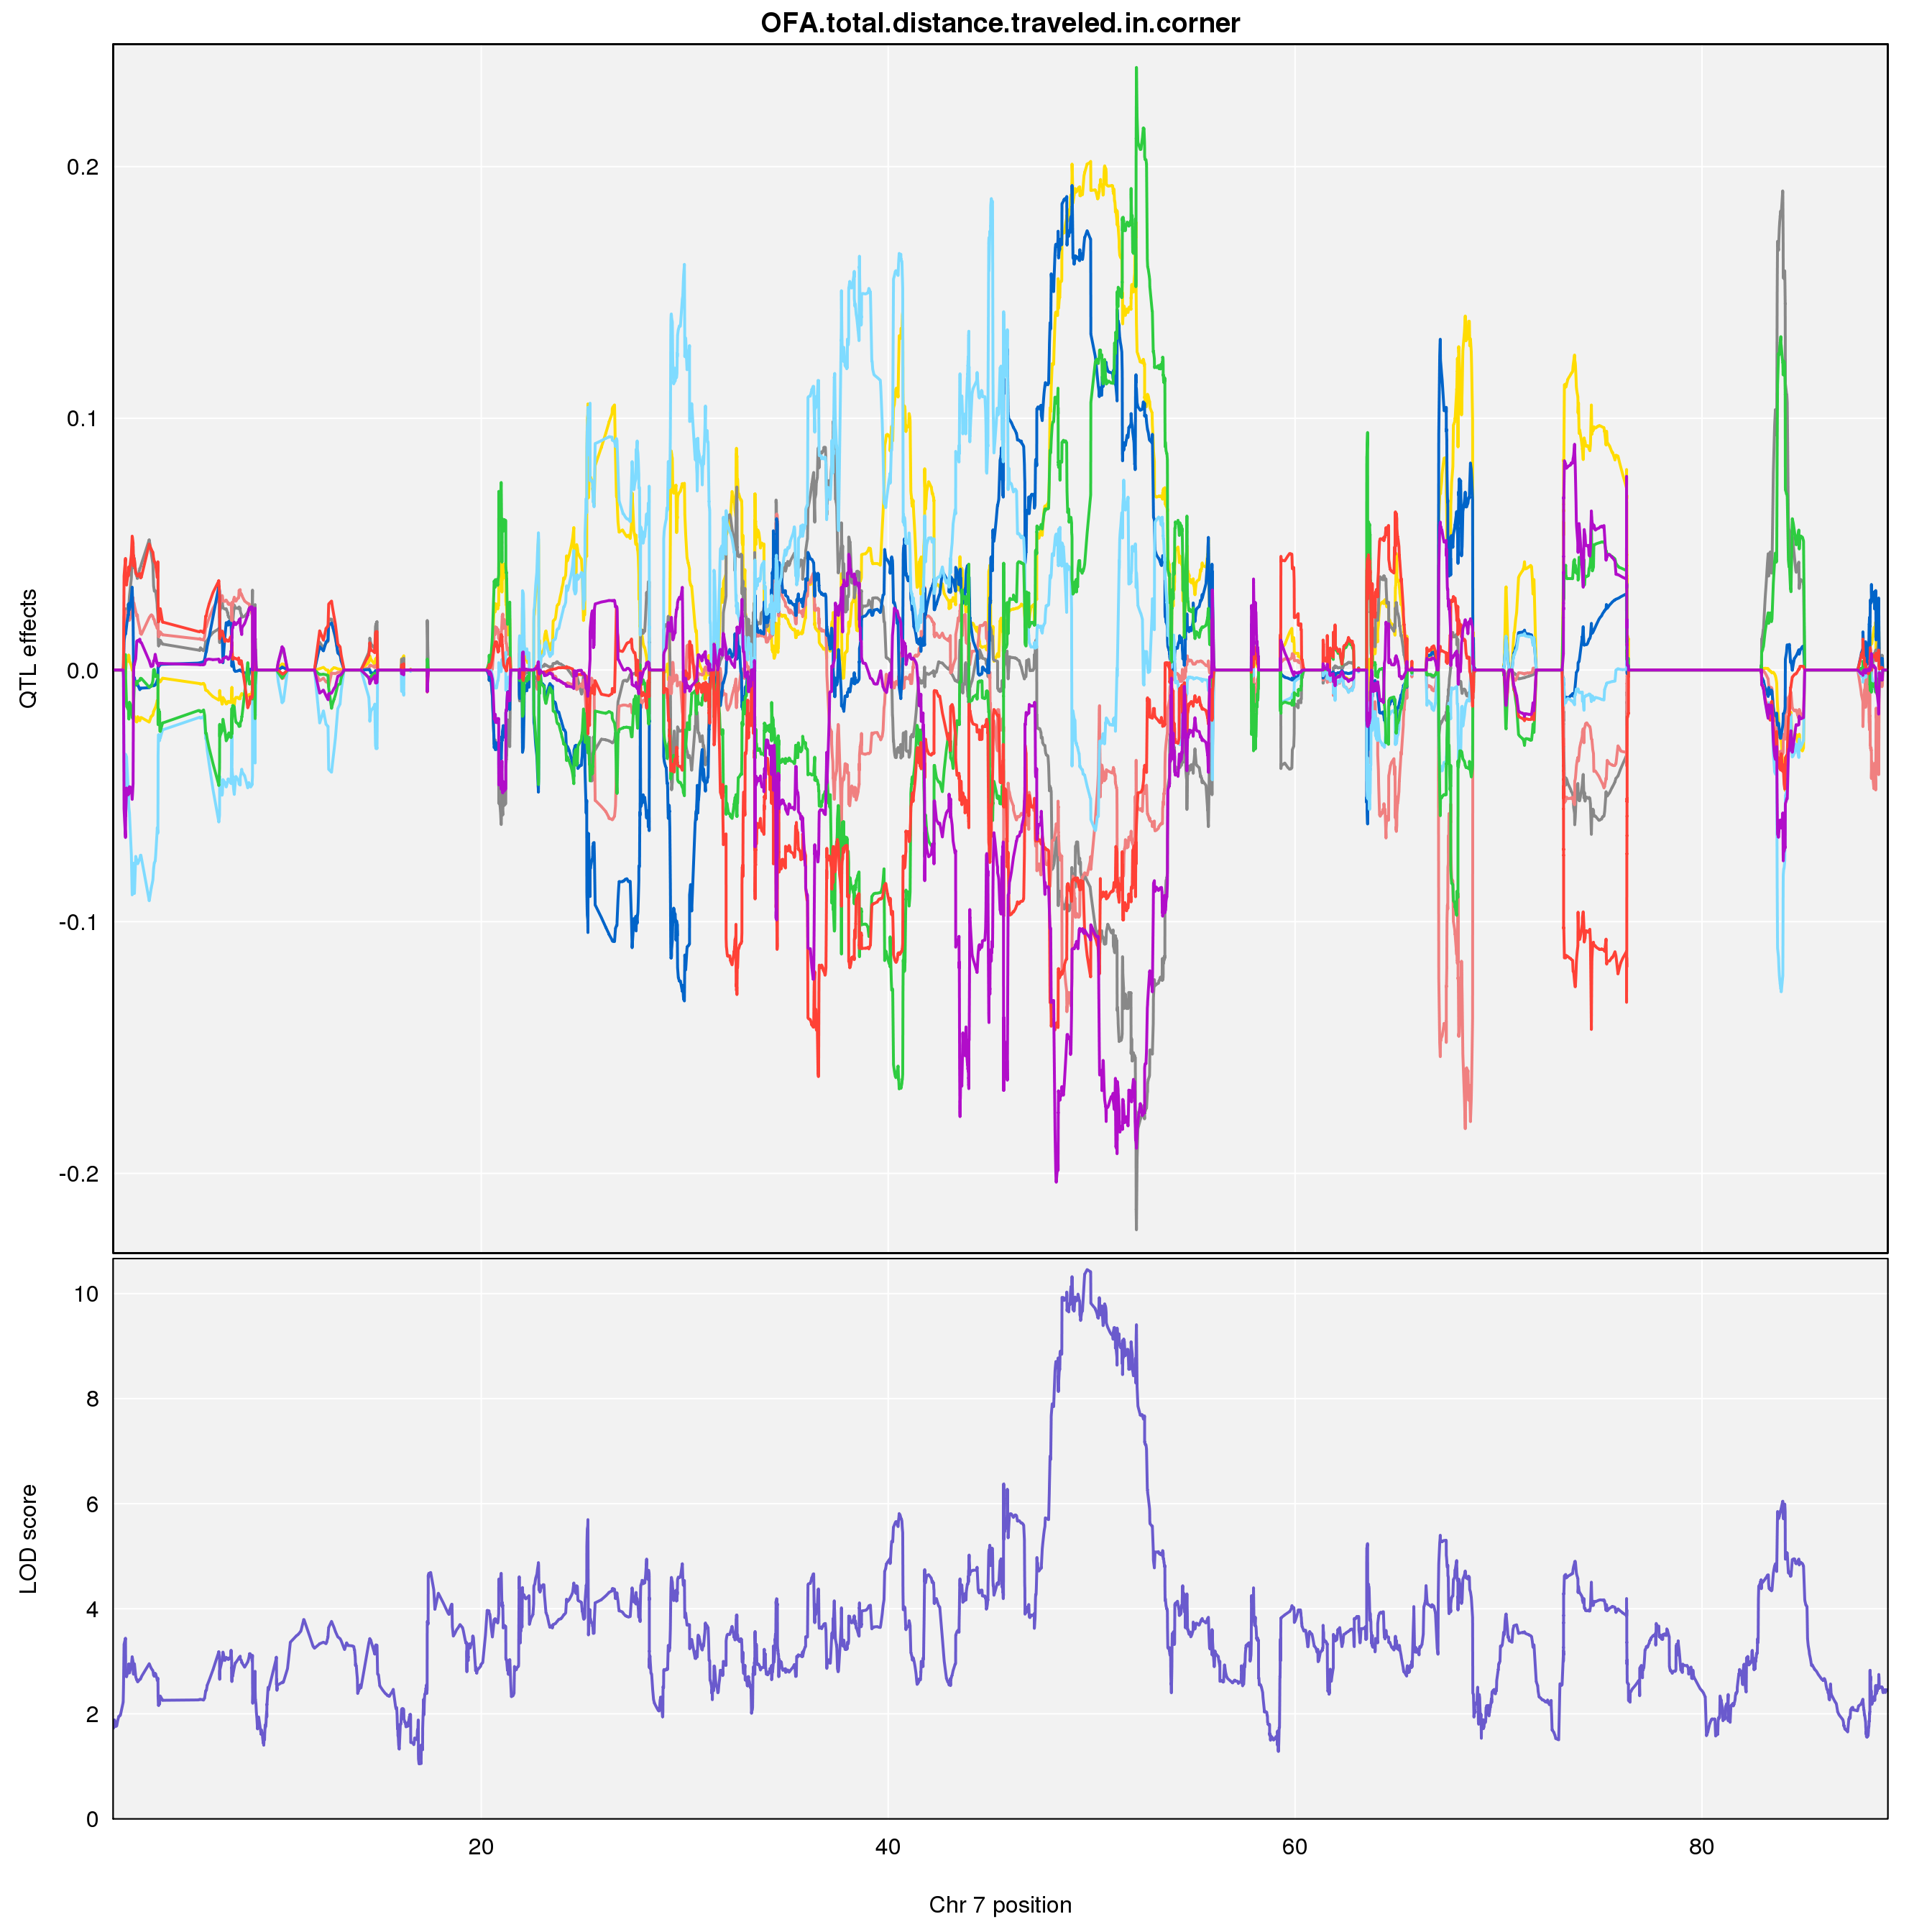 OFA.total.distance.traveled.in.corner
QTL effects
0.2
0.1
0.0
-0.1
-0.2
LOD score
10
8
6
4
2
0
20 40 60 80
Chr 7 position